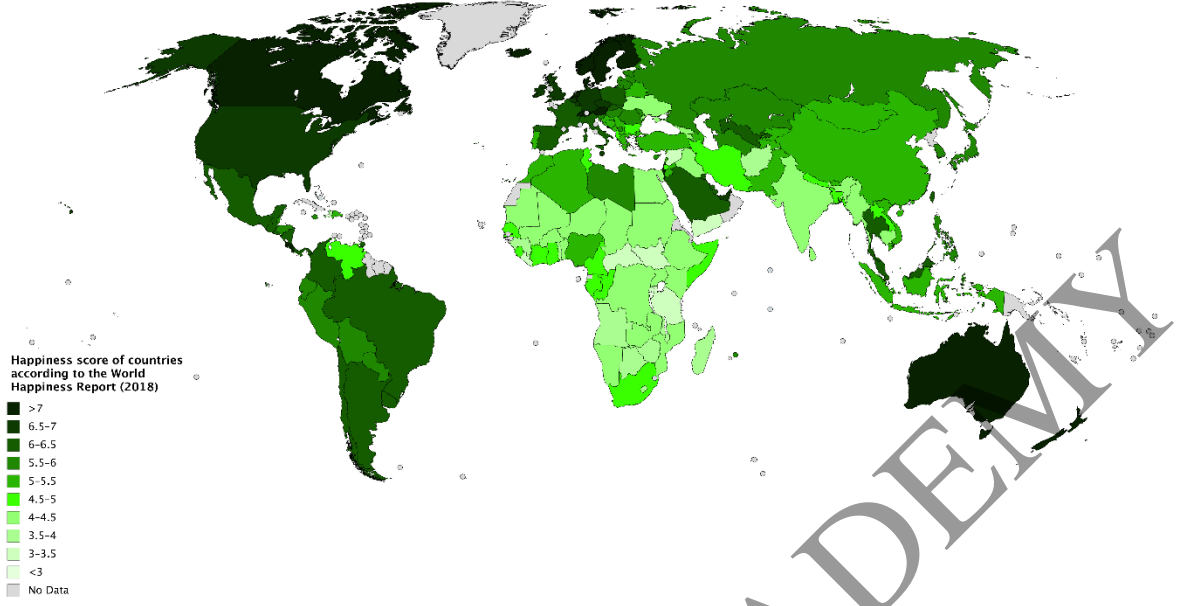 Happiness score of countries
according to the World
Happiness Report (2018)
>7
6.5-7
6-6.5
5.5-6
5-5.5
4.5-5
4-4.5
3.5-4
3-3.5
<3
No Data
ADEMY